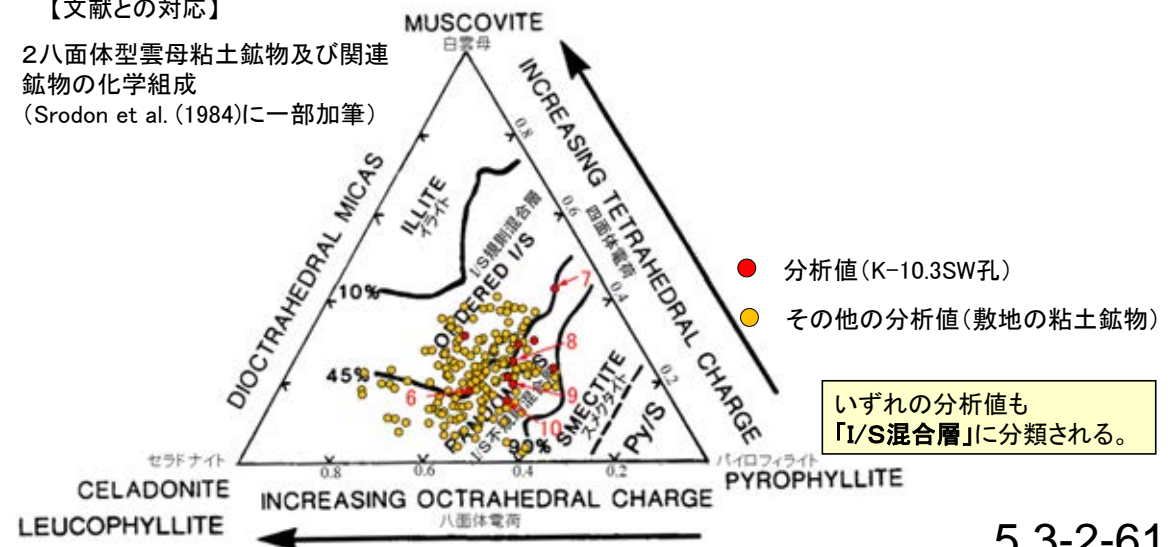 【文献との対応】
2八面体型雲母粘土鉱物及び関連
鉱物の化学組成
(Srodon et al. (1984)に一部加筆)
MUSCOVITE
白雲母
INCREASING TETRAHEDRAL CHARGE
四面体電荷
DIOCTRAHEDRAL MICAS
0.8
0.6
0.4
0.2
ILLITE
イライト
I/S規則混合層
ORDERED I/S
10%
45%
90%
I/S不規則混合層
SMECTITE
スメクタイト
Py/S
6
7
8
9
10
セラドナイト
CELADONITE
LEUCOPHYLLITE
0.8
0.6
0.4
0.2
パイロフィライト
PYROPHYLLITE
INCREASING OCTRAHEDRAL CHARGE
八面体電荷
分析値(K-10.3SW孔)
その他の分析値(敷地の粘土鉱物)
いずれの分析値も
「I/S混合層」に分類される。
5.3-2-61